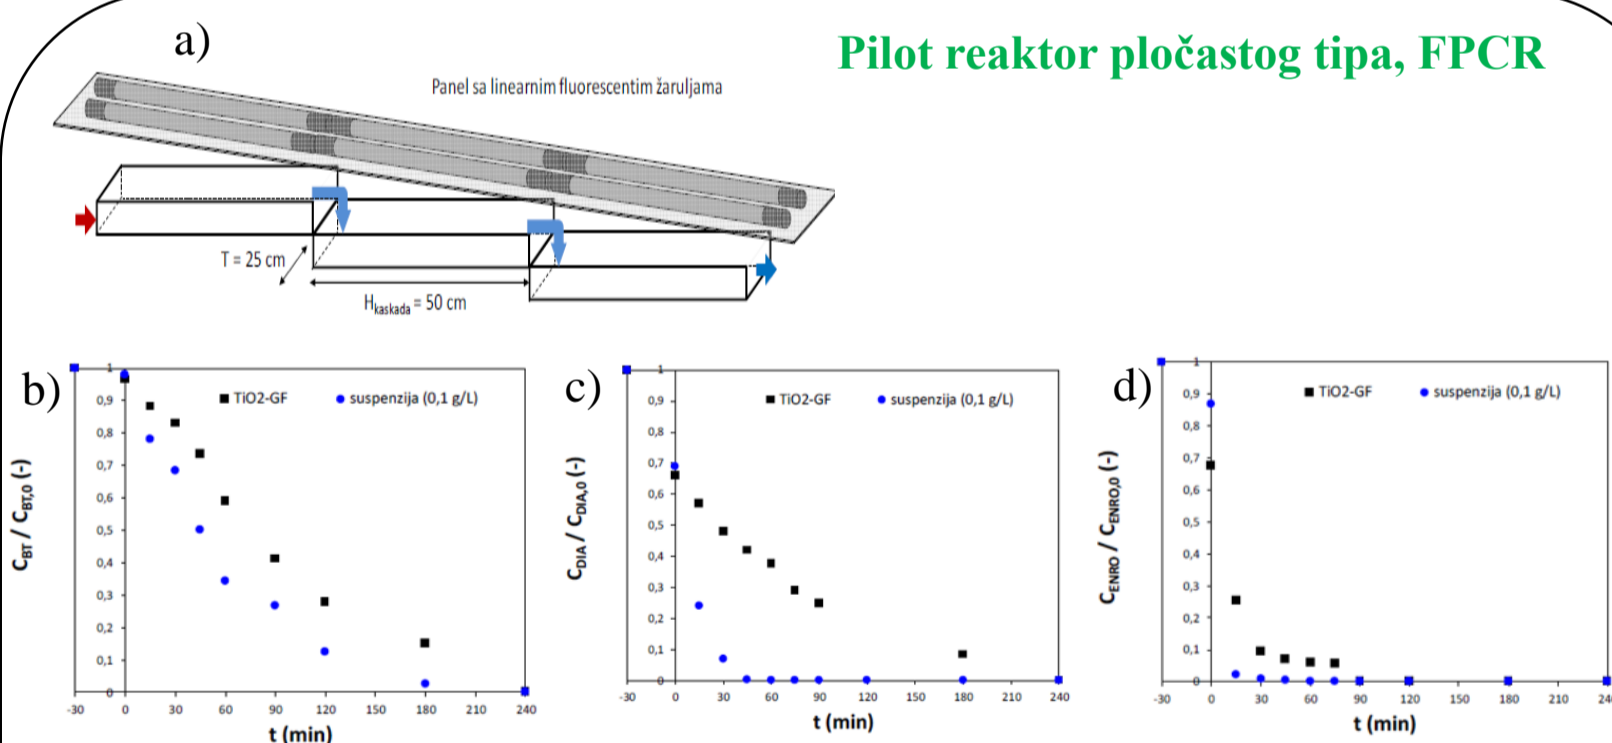 a)
Pilot reaktor pločastog tipa, FPCR
Panel sa linearnim fluorescentim žaruljama
T = 25 cm
Hkaskada = 50 cm
b)
CBT / CBT,0 (-)
1
0,9
0,8
0,7
0,6
0,5
0,4
0,3
0,2
0,1
0
TiO2-GF
suspenzija (0,1 g/L)
-30 0 30 60 90 120 150 180 210 240
t (min)
c)
CDIA / CDIA,0 (-)
1
0,9
0,8
0,7
0,6
0,5
0,4
0,3
0,2
0,1
0
TiO2-GF
suspenzija (0,1 g/L)
-30 0 30 60 90 120 150 180 210 240
t (min)
d)
CENRO / CENRO,0 (-)
1
0,9
0,8
0,7
0,6
0,5
0,4
0,3
0,2
0,1
0
TiO2-GF
suspenzija (0,1 g/L)
-30 0 30 60 90 120 150 180 210
t (min)